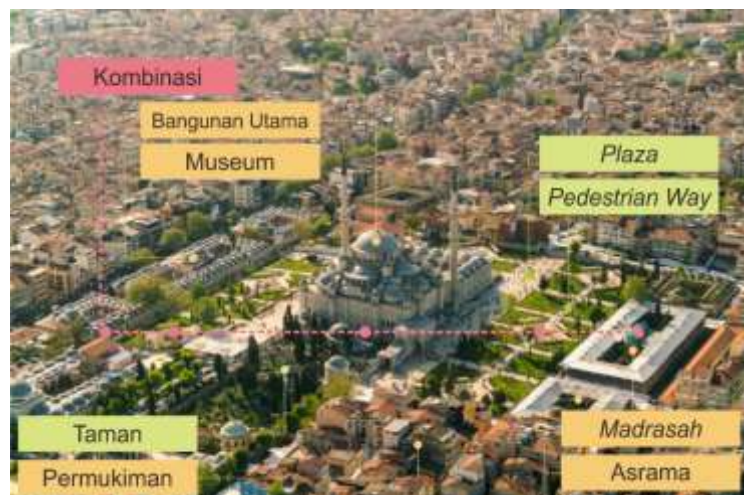 Kombinasi
Bangunan Utama
Museum
Plaza
Pedestrian Way
Taman
Permukiman
Madrasah
Asrama